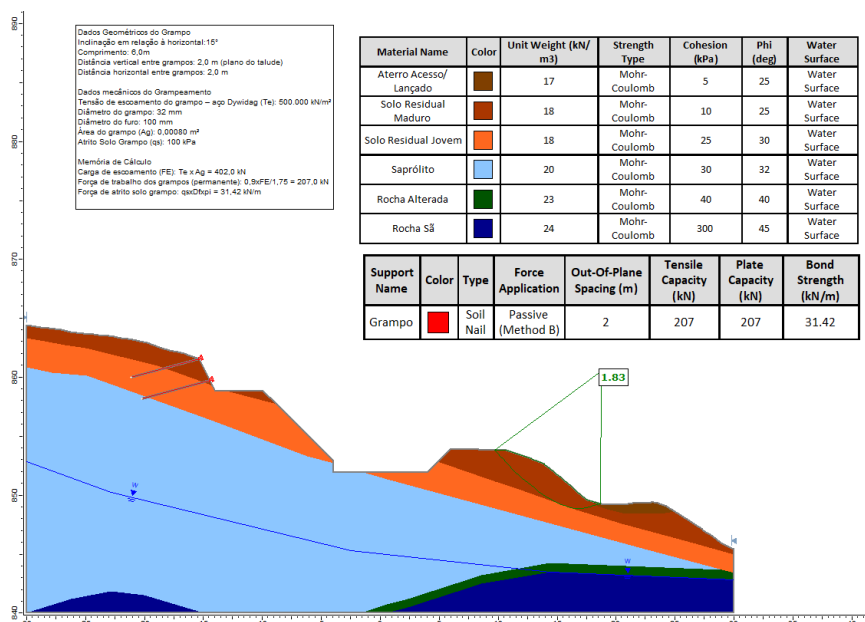 Dados Geométricos do Grampo
Inclinação em relação à horizontal:15°
Comprimento: 6,0m
Distância vertical entre grampos: 2,0 m (plano do talude)
Distância horizontal entre grampos: 2,0 m
Dados mecânicos do Grampeamento
Tensão de escoamento do grampo – aço Dywidag (Te): 500.000 kN/m²
Diâmetro do grampo: 32 mm
Diâmetro do furo: 100 mm
Área do grampo (Ag): 0,00080 m²
Atrito Solo Grampo (qs): 100 kPa
Memória de Cálculo
Carga de escoamento (FE): Te x Ag = 402,0 kN
Força de trabalho dos grampos (permanente): 0,9xFE/1,75 = 207,0 kN
Força de atrito solo grampo: qsxDfxpi = 31,42 kN/m
Material Name Color Unit Weight (kN/m3) Strength Type Cohesion (kPa) Phi (deg) Water Surface
Aterro Acesso/ Lançado 17 Mohr-Coulomb 5 25 Water Surface
Solo Residual Maduro 18 Mohr-Coulomb 10 25 Water Surface
Solo Residual Jovem 18 Mohr-Coulomb 25 30 Water Surface
Saprólito 20 Mohr-Coulomb 30 32 Water Surface
Rocha Alterada 23 Mohr-Coulomb 40 40 Water Surface
Rocha Sã 24 Mohr-Coulomb 300 45 Water Surface
Support Name Color Type Force Application Out-Of-Plane Spacing (m) Tensile Capacity (kN) Plate Capacity (kN) Bond Strength (kN/m)
Grampo Soil Nail Passive (Method B) 2 207 207 31.42
1.83
890
880
870
860
850
840
W
W